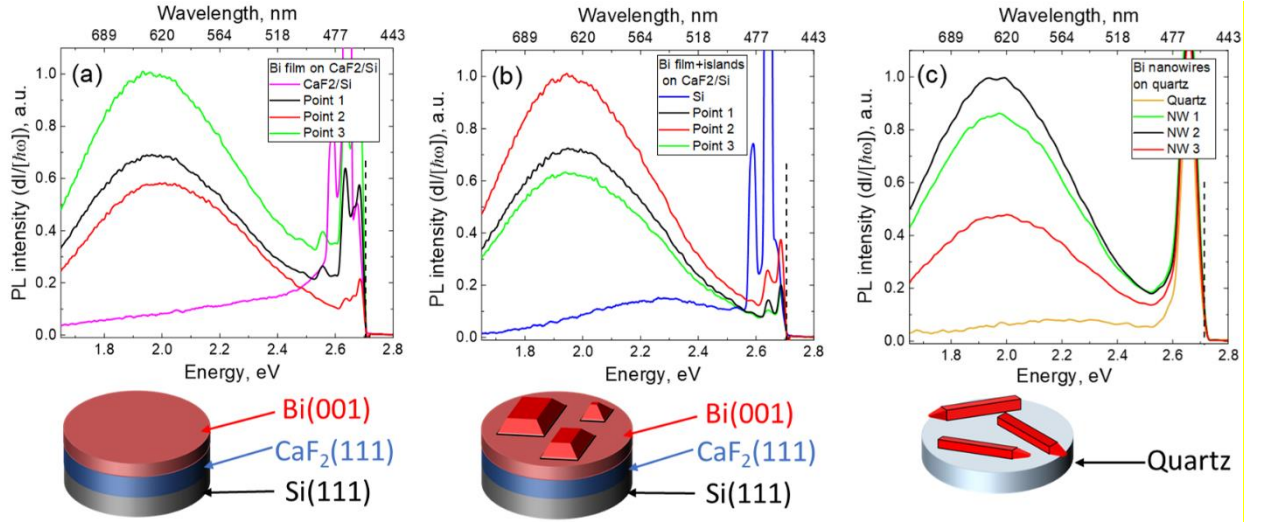 Wavelength, nm
689 620 564 518 477 443
(a)
Bi film on CaF2/Si
CaF2/Si
Point 1
Point 2
Point 3
PL intensity (dI/[ℏω]), a.u.
1.0
0.8
0.6
0.4
0.2
0.0
1.8 2.0 2.2 2.4 2.6 2.8
Energy, eV
Bi(001)
CaF₂(111)
Si(111)
Wavelength, nm
689 620 564 518 477 443
(b)
Bi film+islands
on CaF2/Si
Si
Point 1
Point 2
Point 3
PL intensity (dI/[ℏω]), a.u.
1.0
0.8
0.6
0.4
0.2
0.0
1.8 2.0 2.2 2.4 2.6 2.8
Energy, eV
Bi(001)
CaF₂(111)
Si(111)
Wavelength, nm
689 620 564 518 477 443
(c)
Bi nanowires
on quartz
Quartz
NW 1
NW 2
NW 3
PL intensity (dI/[ℏω]), a.u.
1.0
0.8
0.6
0.4
0.2
0.0
1.8 2.0 2.2 2.4 2.6 2.8
Energy, eV
Quartz